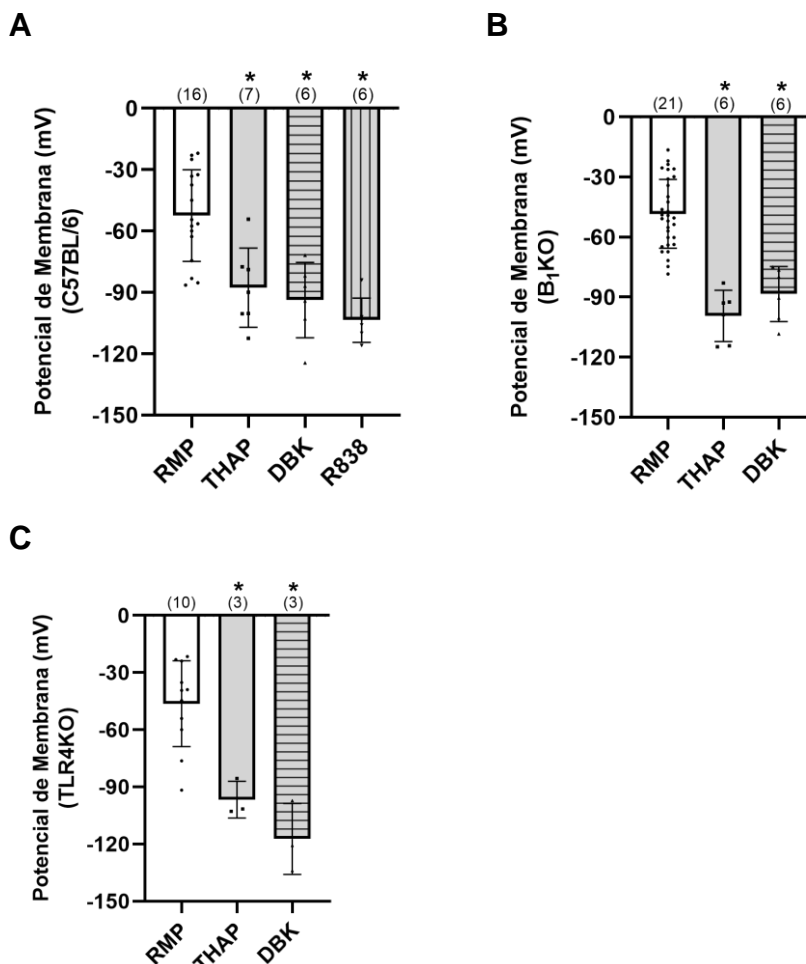 A
Potencial de Membrana (mV)
(C57BL/6)
* * *
(16) (7) (6) (6)
0
-30
-60
-90
-120
-150
RMP THAP DBK R838
B
Potencial de Membrana (mV)
(B₁KO)
* *
(21) (6) (6)
0
-30
-60
-90
-120
-150
RMP THAP DBK
C
Potencial de Membrana (mV)
(TLR4KO)
* *
(10) (3) (3)
0
-30
-60
-90
-120
-150
RMP THAP DBK